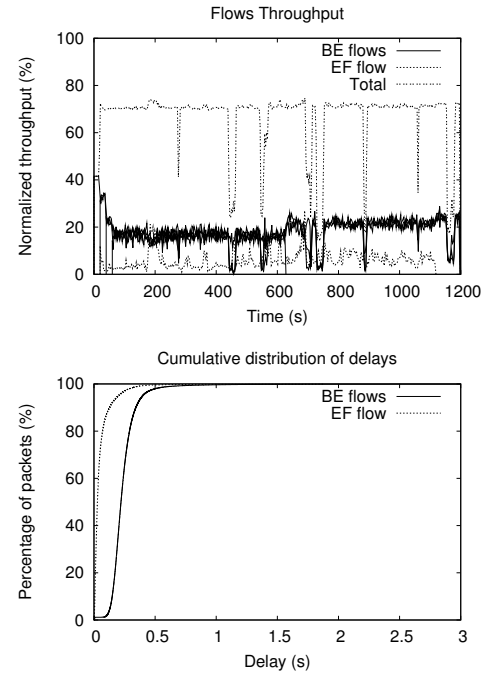 Flows Throughput
100
80
60
40
20
0
Normalized throughput (%)
BE flows
EF flow
Total
0 200 400 600 800 1000 1200
Time (s)
Cumulative distribution of delays
100
80
60
40
20
0
Percentage of packets (%)
BE flows
EF flow
0 0.5 1 1.5 2 2.5 3
Delay (s)